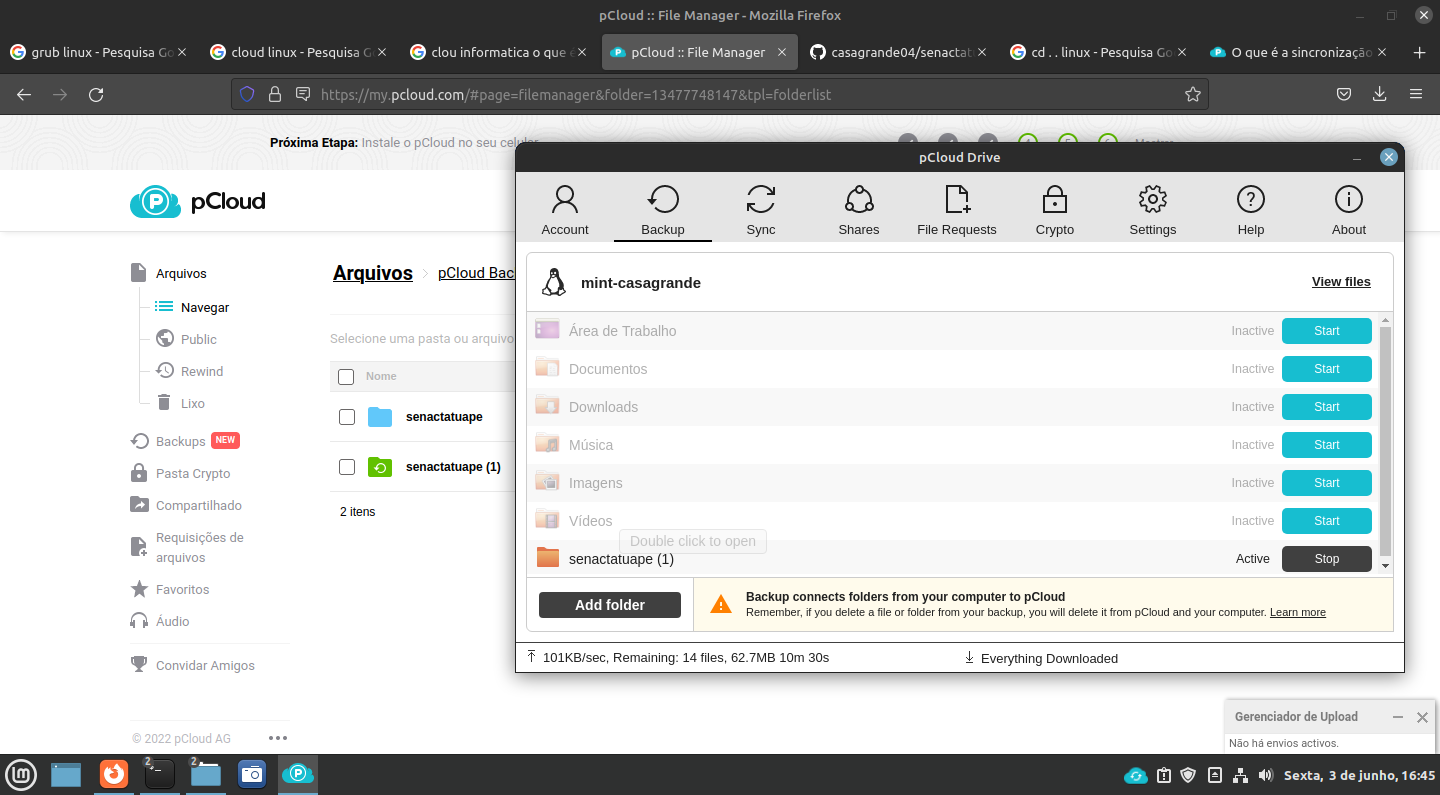 pCloud :: File Manager - Mozilla Firefox
grub linux - Pesquisa Go
cloud linux - Pesquisa G
clou informatica o que é
pCloud :: File Manager
casagrande04/senactat
cd . . linux - Pesquisa Go
O que é a sincronização
https://my.pcloud.com/#page=filemanager&folder=13477748147&tpl=folderlist
Próxima Etapa: Instale o pCloud no seu celular
pCloud
Arquivos
Navegar
Public
Rewind
Lixo
Backups NEW
Pasta Crypto
Compartilhado
Requisições de
arquivos
Favoritos
Áudio
Convidar Amigos
© 2022 pCloud AG
Arquivos
pCloud Bac
Selecione uma pasta ou arquivo
Nome
senactatuape
senactatuape (1)
2 itens
pCloud Drive
Account
Backup
Sync
Shares
File Requests
Crypto
Settings
Help
About
mint-casagrande
View files
Área de Trabalho Inactive Start
Documentos Inactive Start
Downloads Inactive Start
Música Inactive Start
Imagens Inactive Start
Vídeos Inactive Start
Double click to open
senactatuape (1) Active Stop
Add folder
Backup connects folders from your computer to pCloud
Remember, if you delete a file or folder from your backup, you will delete it from pCloud and your computer. Learn more
101KB/sec, Remaining: 14 files, 62.7MB 10m 30s
Everything Downloaded
Gerenciador de Upload
Não há envios activos.
2
2
Sexta, 3 de junho, 16:45